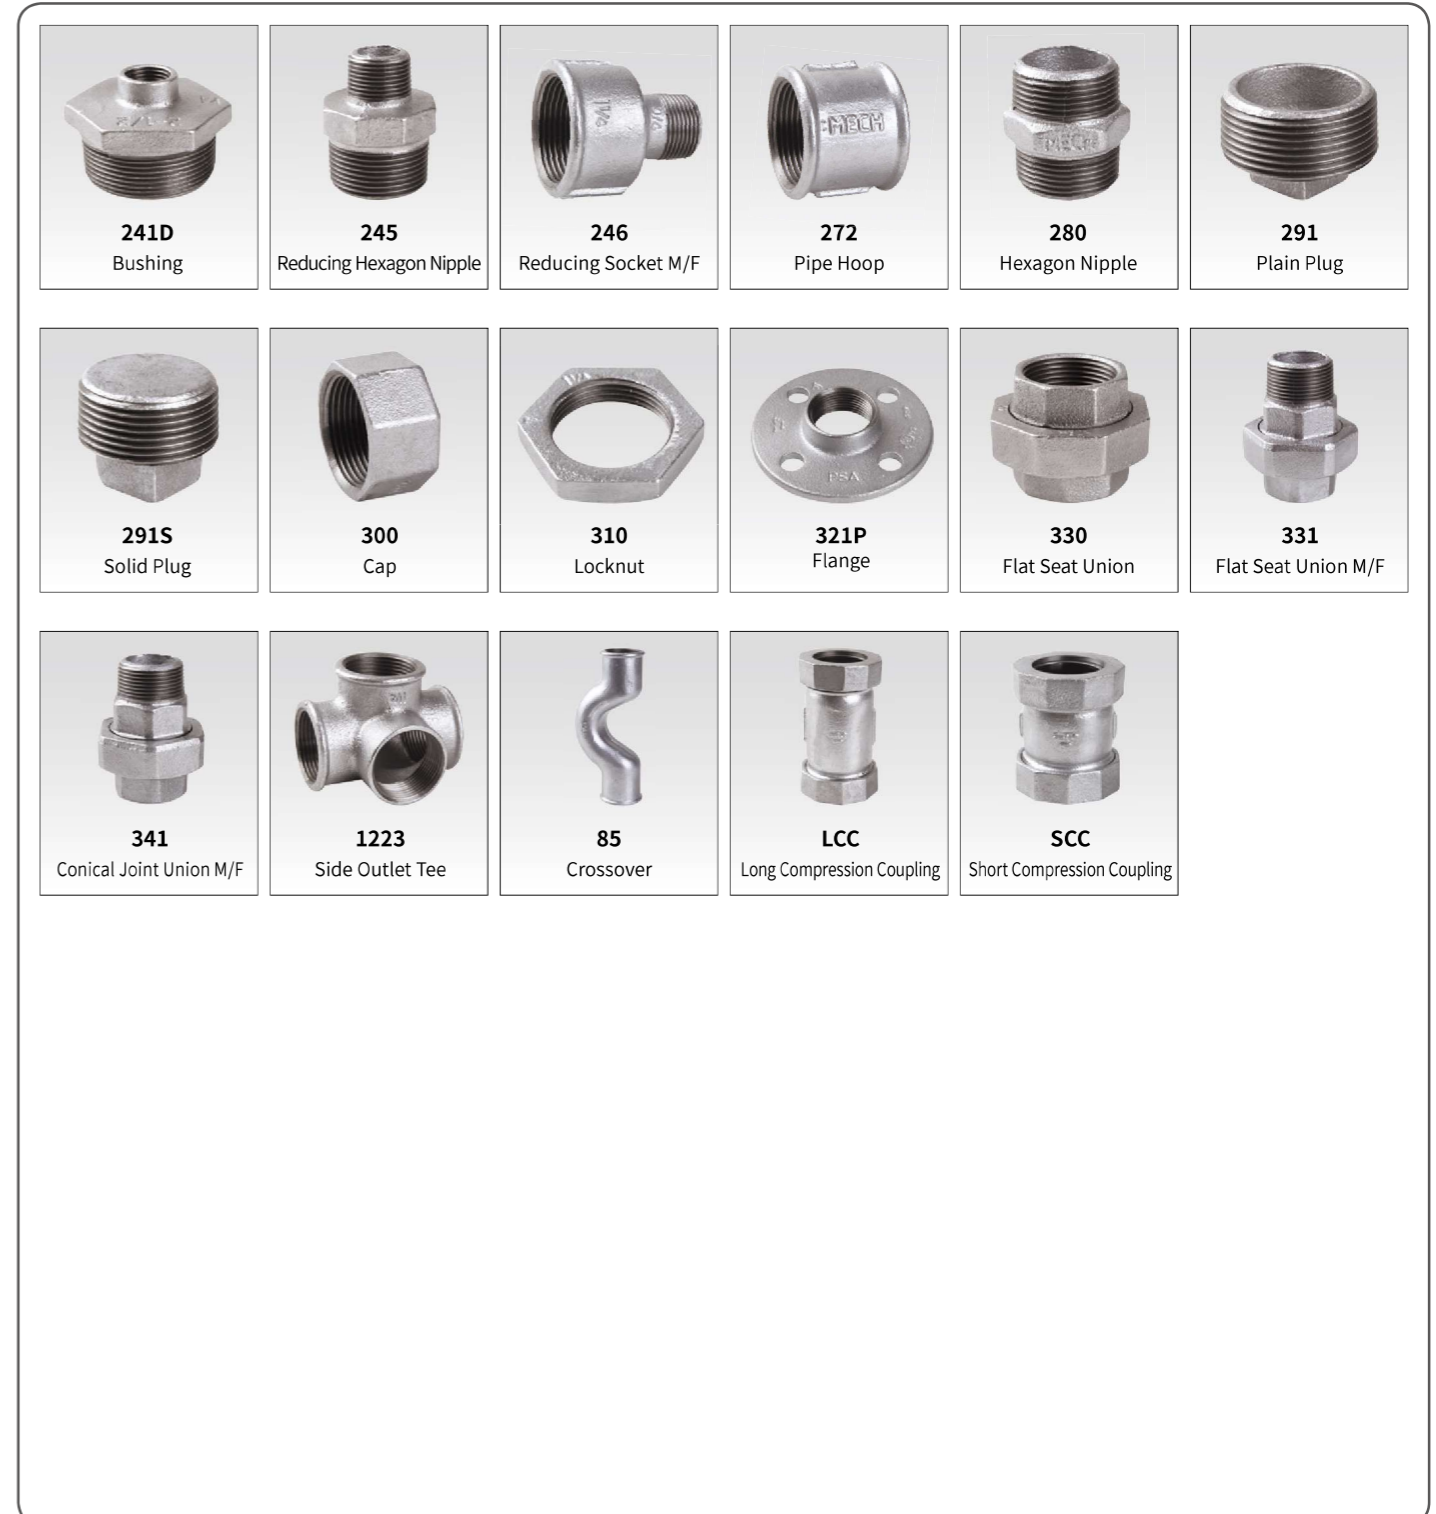 241D
Bushing
245
Reducing Hexagon Nipple
246
Reducing Socket M/F
272
Pipe Hoop
280
Hexagon Nipple
291
Plain Plug
MECH
MECH
291S
Solid Plug
300
Cap
310
Locknut
321P
Flange
330
Flat Seat Union
331
Flat Seat Union M/F
341
Conical Joint Union M/F
1223
Side Outlet Tee
85
Crossover
LCC
Long Compression Coupling
SCC
Short Compression Coupling